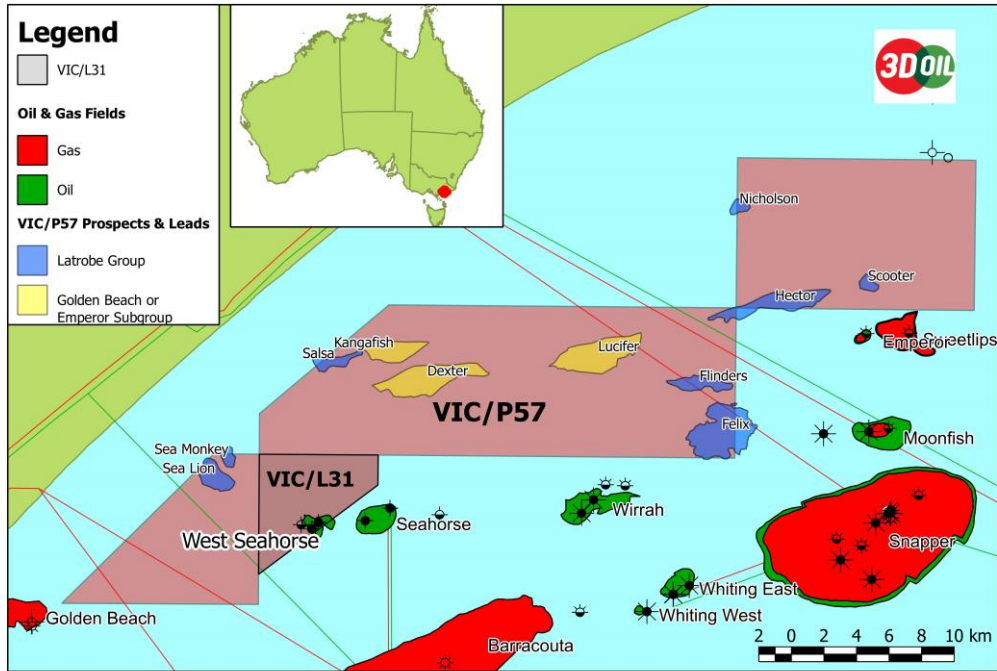 Legend
VIC/L31
Oil & Gas Fields
Gas
Oil
VIC/P57 Prospects & Leads
Latrobe Group
Golden Beach or
Emperor Subgroup
3D OIL
Nicholson
Scooter
Hector
Sweetlips
Emperor
Kangafish
Salsa
Lucifer
Dexter
Flinders
VIC/P57
Felix
Moonfish
Sea Monkey
Sea Lion
VIC/L31
Wirrah
Seahorse
West Seahorse
Snapper
Whiting East
Whiting West
Golden Beach
Barracouta
2 0 2 4 6 8 10 km